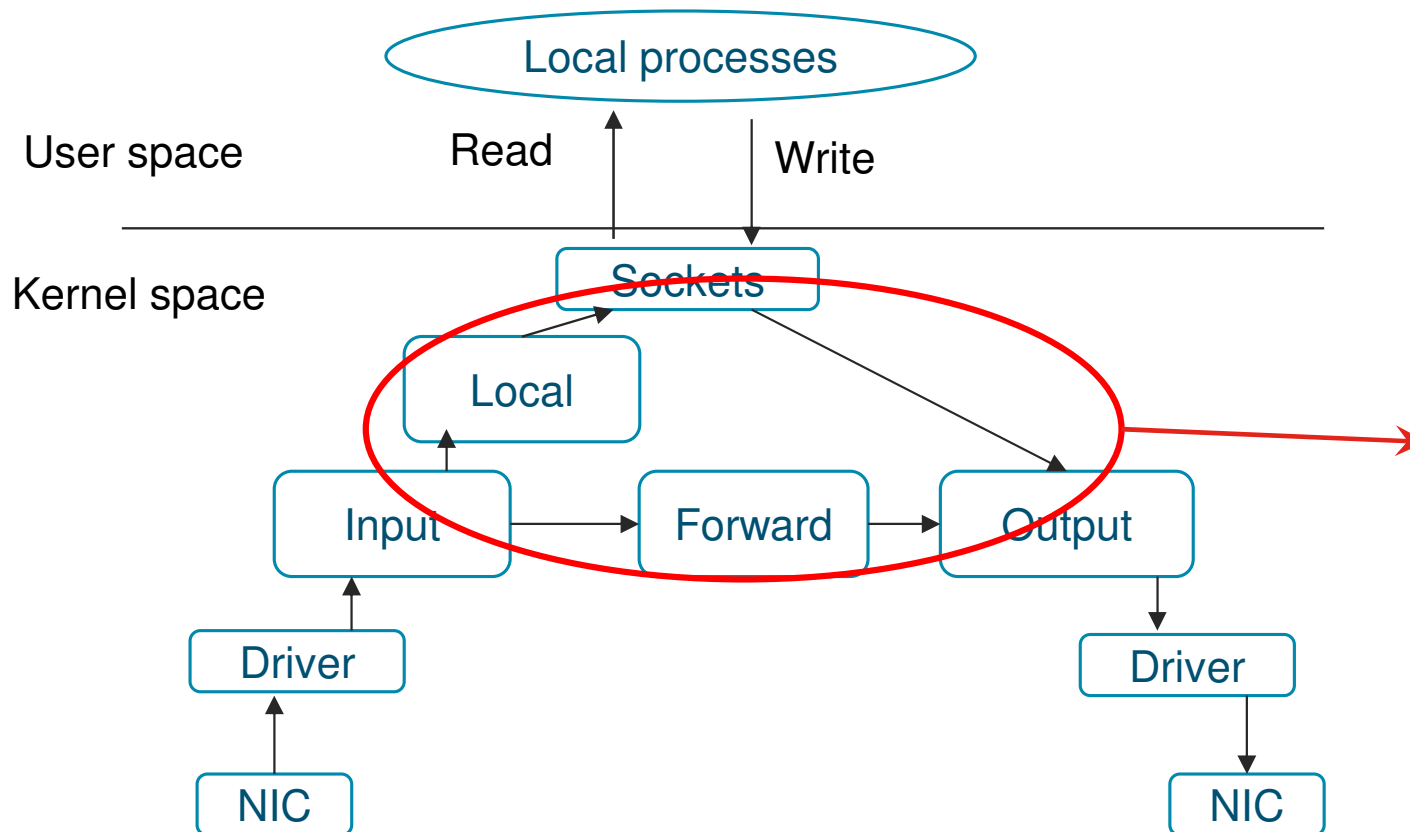 Local processes
User space
Read
Write
Kernel space
Sockets
Local
Input
Forward
Output
Driver
Driver
NIC
NIC